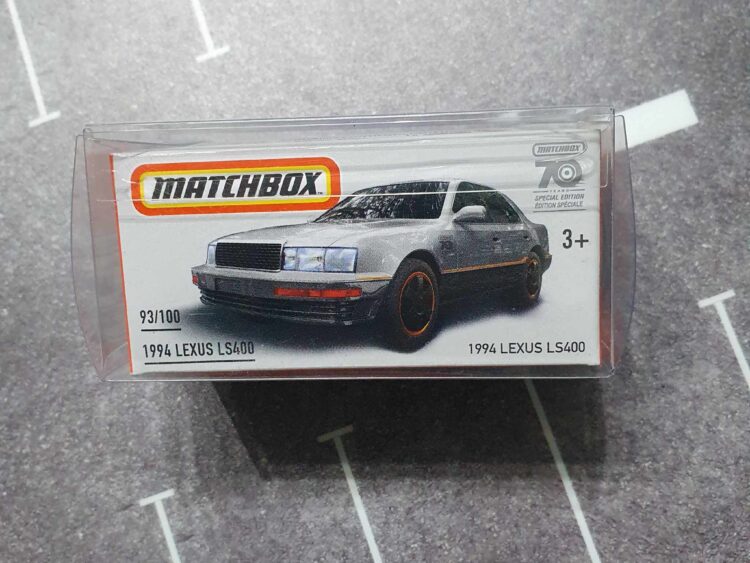 MATCHBOX
MATCHBOX
70
YEARS
SPECIAL EDITION
ÉDITION SPÉCIALE
3+
93/100
1994 LEXUS LS400
1994 LEXUS LS400